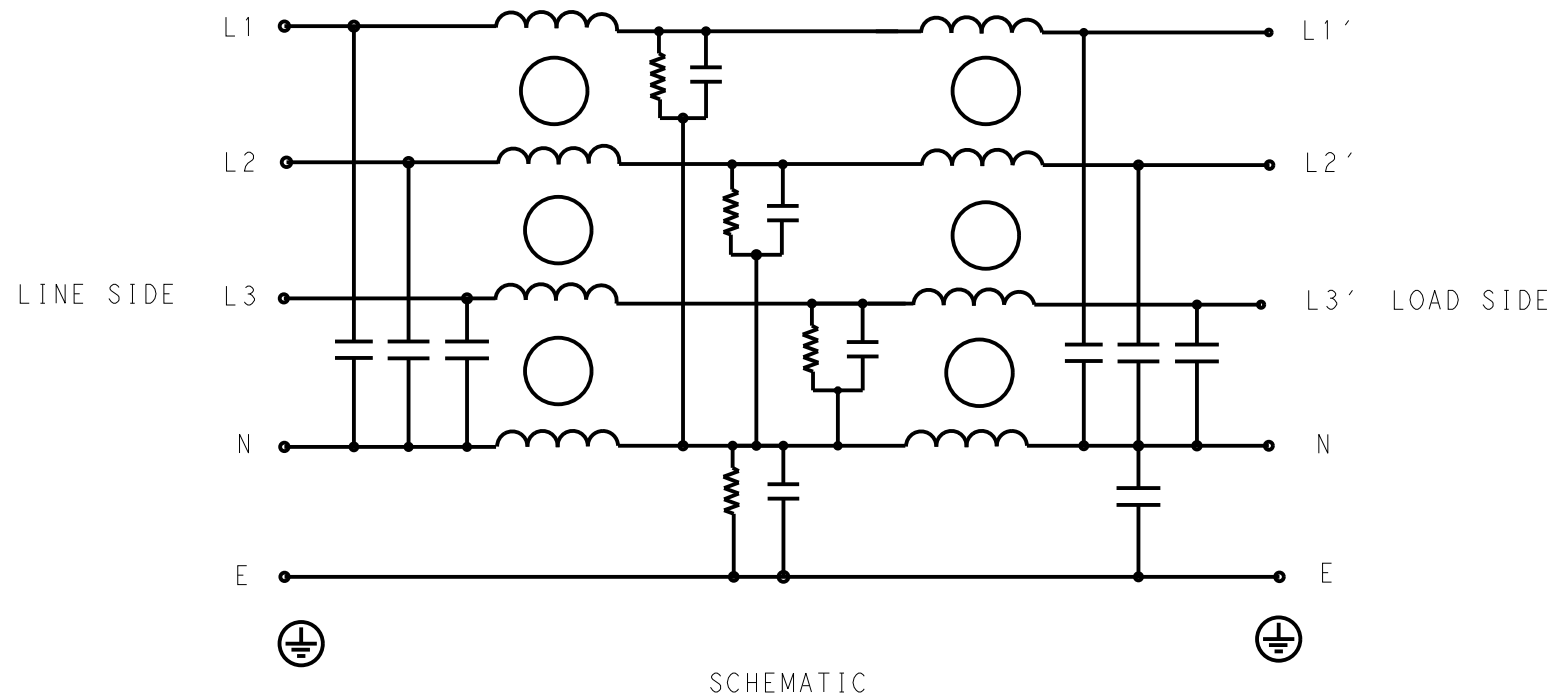 L1 L1′
L2 L2′
LINE SIDE L3 L3′ LOAD SIDE
N N
E E
SCHEMATIC